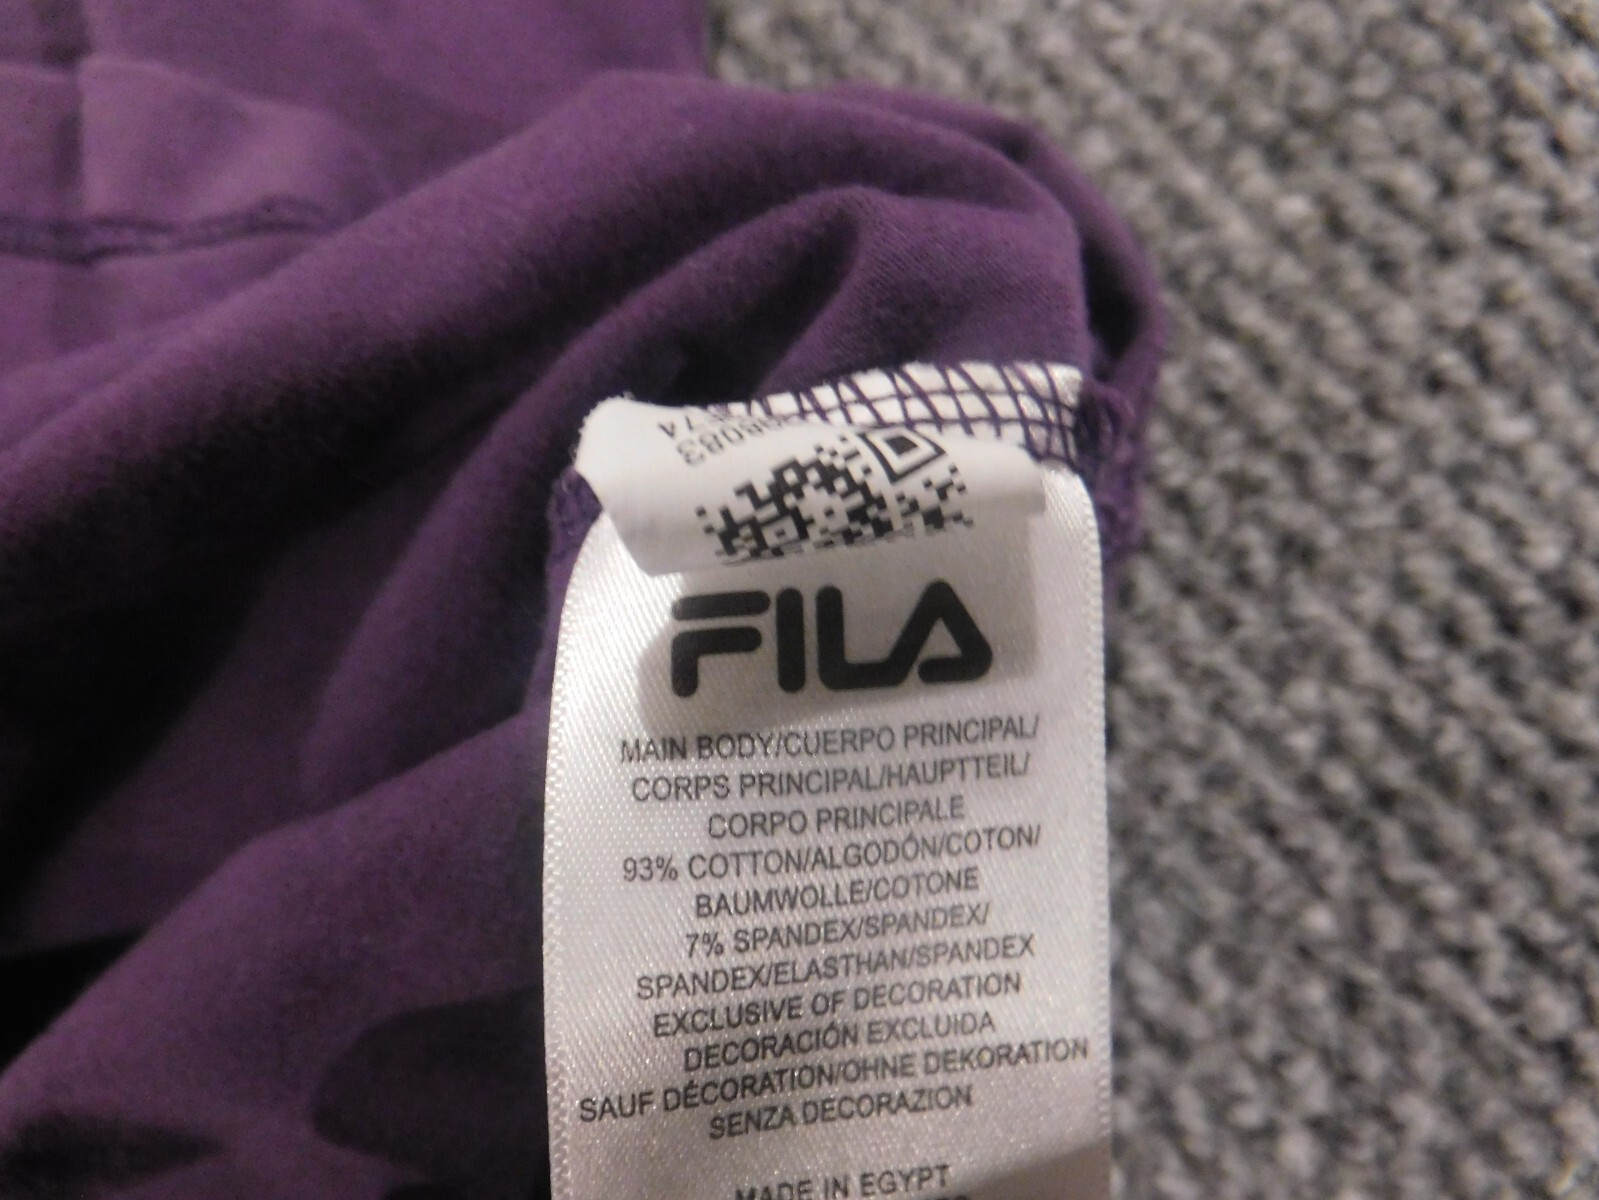 FILA
MAIN BODY/CUERPO PRINCIPAL/
CORPS PRINCIPAL/HAUPTTEIL/
CORPO PRINCIPALE
93% COTTON/ALGODÓN/COTON/
BAUMWOLLE/COTONE
7% SPANDEX/SPANDEX/
SPANDEX/ELASTHAN/SPANDEX
EXCLUSIVE OF DECORATION
DECORACIÓN EXCLUIDA
SAUF DÉCORATION/OHNE DEKORATION
SENZA DECORAZION
MADE IN EGYPT